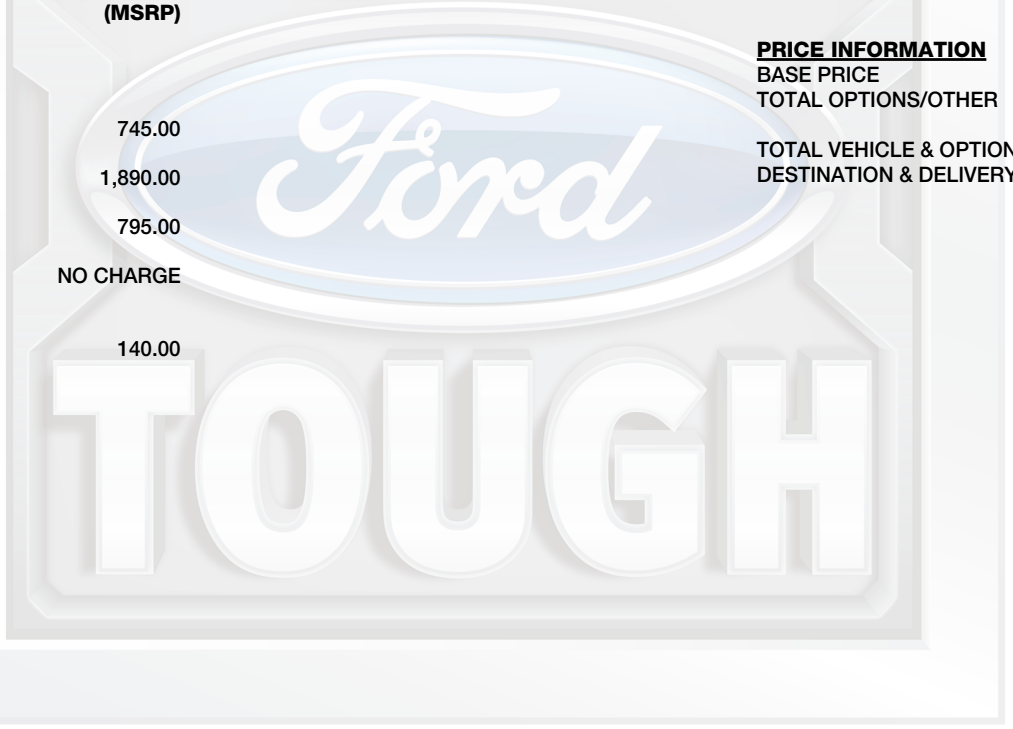 (MSRP)
745.00
1,890.00
795.00
NO CHARGE
140.00
PRICE INFORMATION
BASE PRICE
TOTAL OPTIONS/OTHER
TOTAL VEHICLE & OPTION
DESTINATION & DELIVERY
Ford
TOUGH